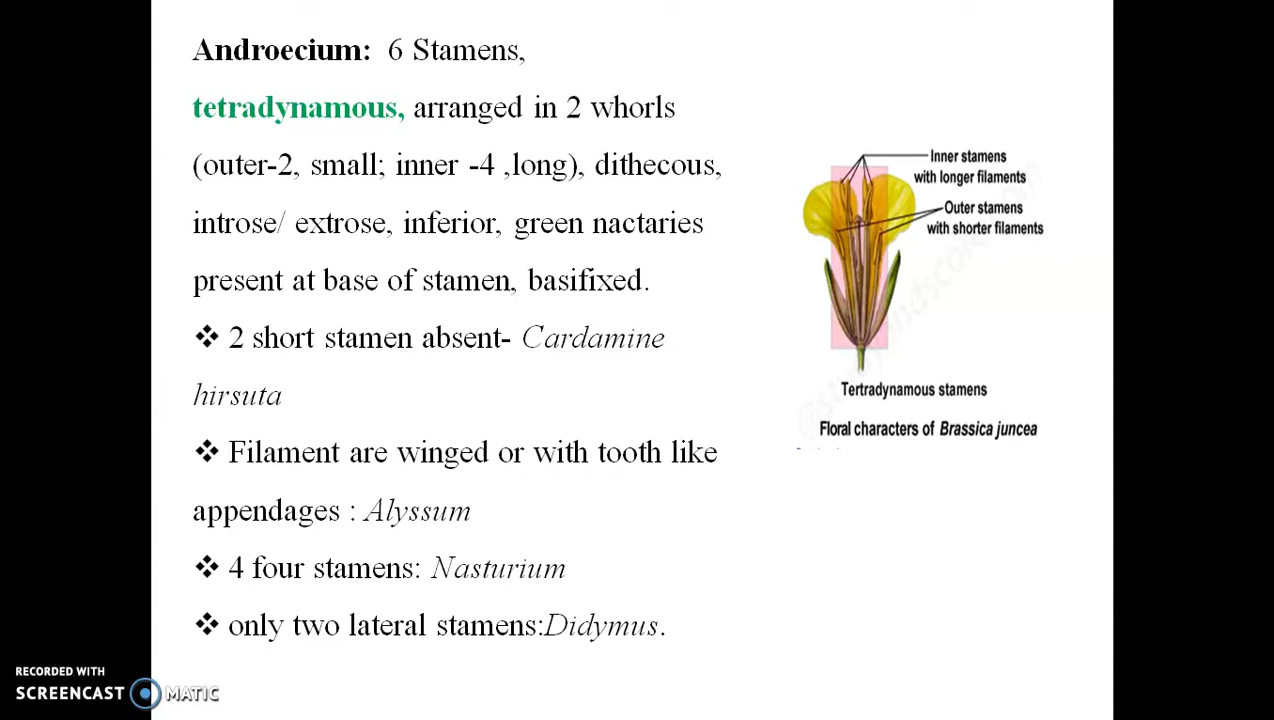 Androecium: 6 Stamens,
tetradynamous, arranged in 2 whorls
(outer-2, small; inner -4 ,long), dithecous,
introse/ extrose, inferior, green nactaries
present at base of stamen, basifixed.
❖ 2 short stamen absent- Cardamine
hirsuta
❖ Filament are winged or with tooth like
appendages : Alyssum
❖ 4 four stamens: Nasturium
❖ only two lateral stamens:Didymus.
Inner stamens
with longer filaments
Outer stamens
with shorter filaments
Tertradynamous stamens
Floral characters of Brassica juncea
RECORDED WITH
SCREENCAST MATIC